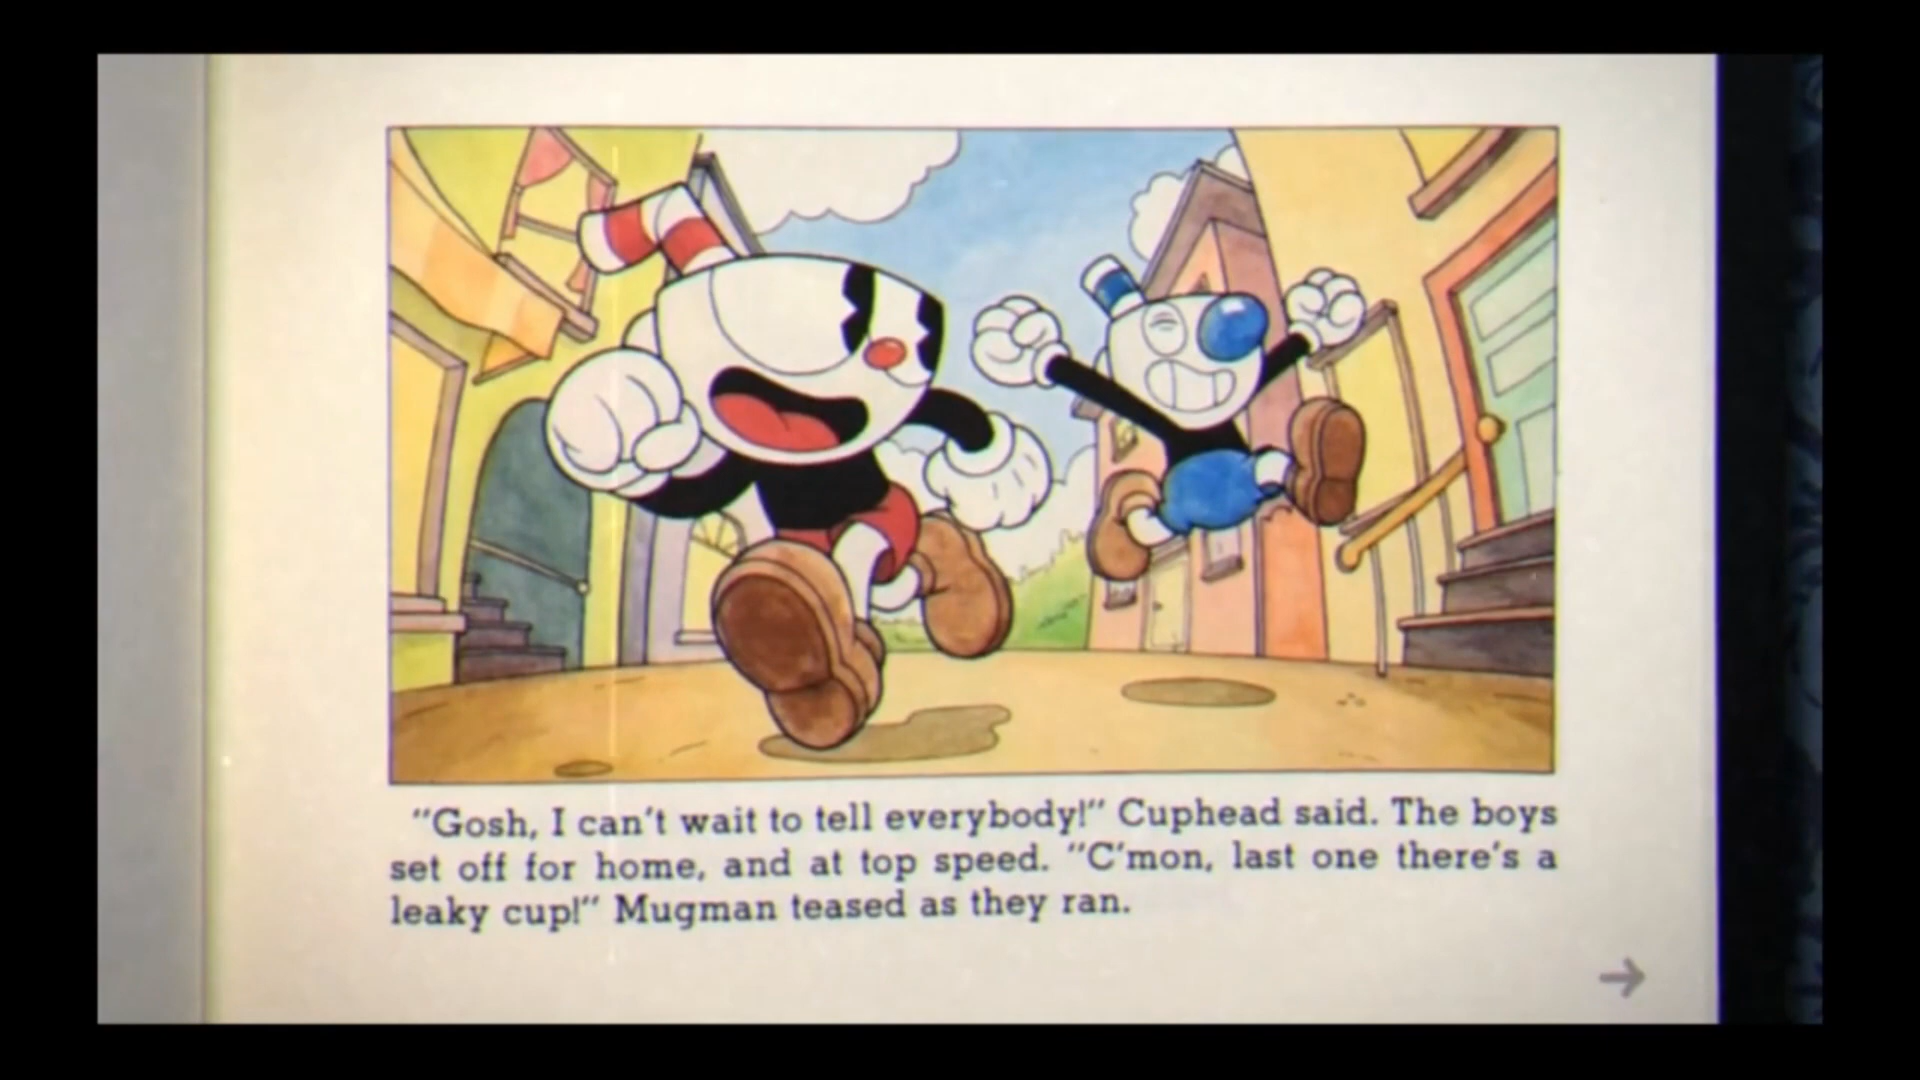 “Gosh, I can’t wait to tell everybody!” Cuphead said. The boys
set off for home, and at top speed. “C’mon, last one there’s a
leaky cup!” Mugman teased as they ran.